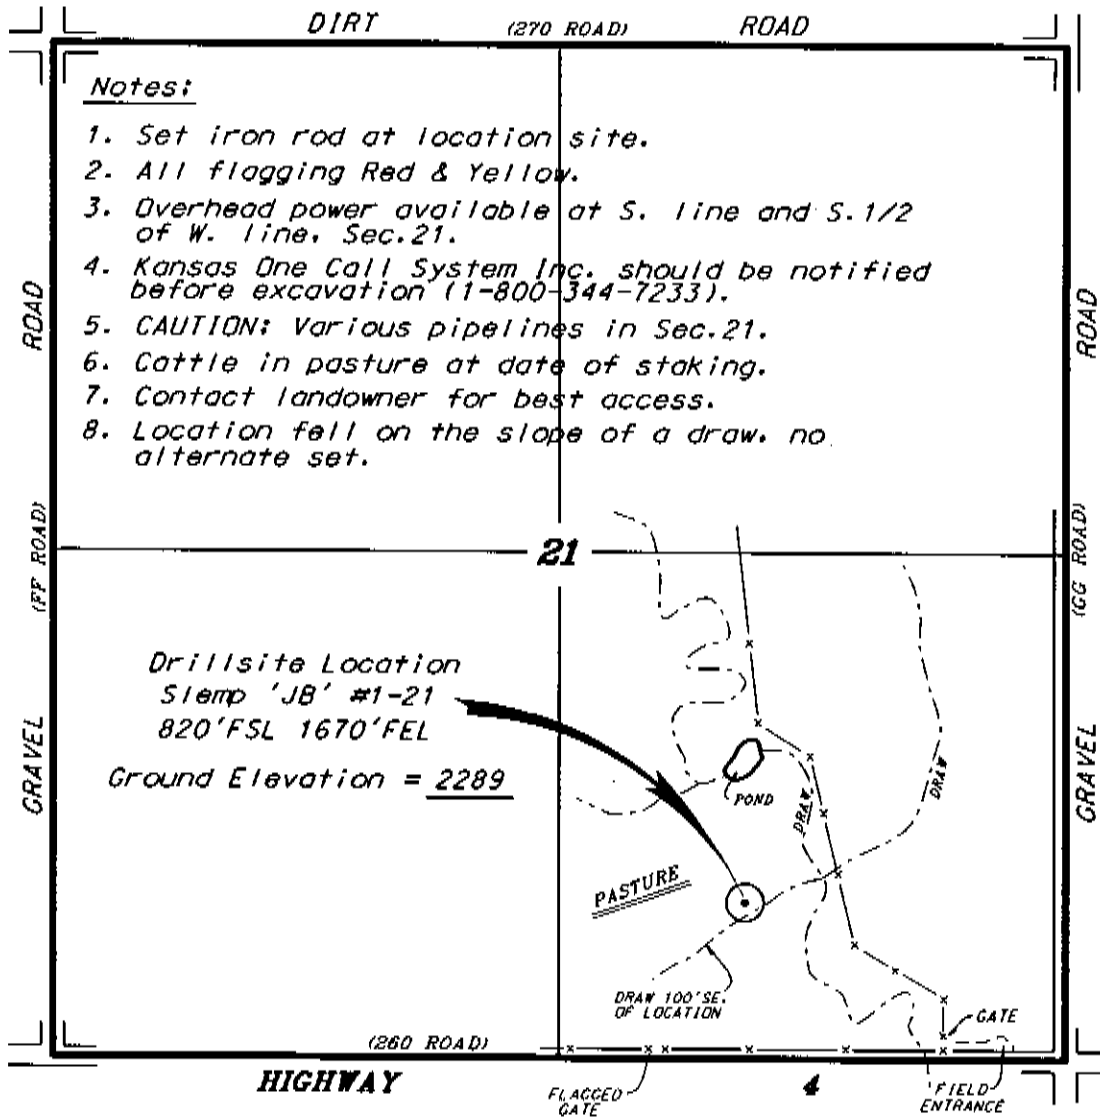 DIRT (270 ROAD) ROAD
Notes:
1. Set iron rod at location site.
2. All flagging Red & Yellow.
3. Overhead power available at S. line and S.1/2
of W. line, Sec.21.
4. Kansas One Call System Inc. should be notified
before excavation (1-800-344-7233).
5. CAUTION: Various pipelines in Sec.21.
6. Cattle in pasture at date of staking.
7. Contact landowner for best access.
8. Location fell on the slope of a draw. no
alternate set.
ROAD
(FF ROAD)
GRAVEL
ROAD
(GG ROAD)
GRAVEL
21
Drillsite Location
Slemp 'JB' #1-21
820'FSL 1670'FEL
Ground Elevation = 2289
POND
DRAW
DRAW
PASTURE
DRAW 100'SE.
OF LOCATION
GATE
(260 ROAD)
HIGHWAY 4
FLAGGED
GATE
FIELD
ENTRANCE